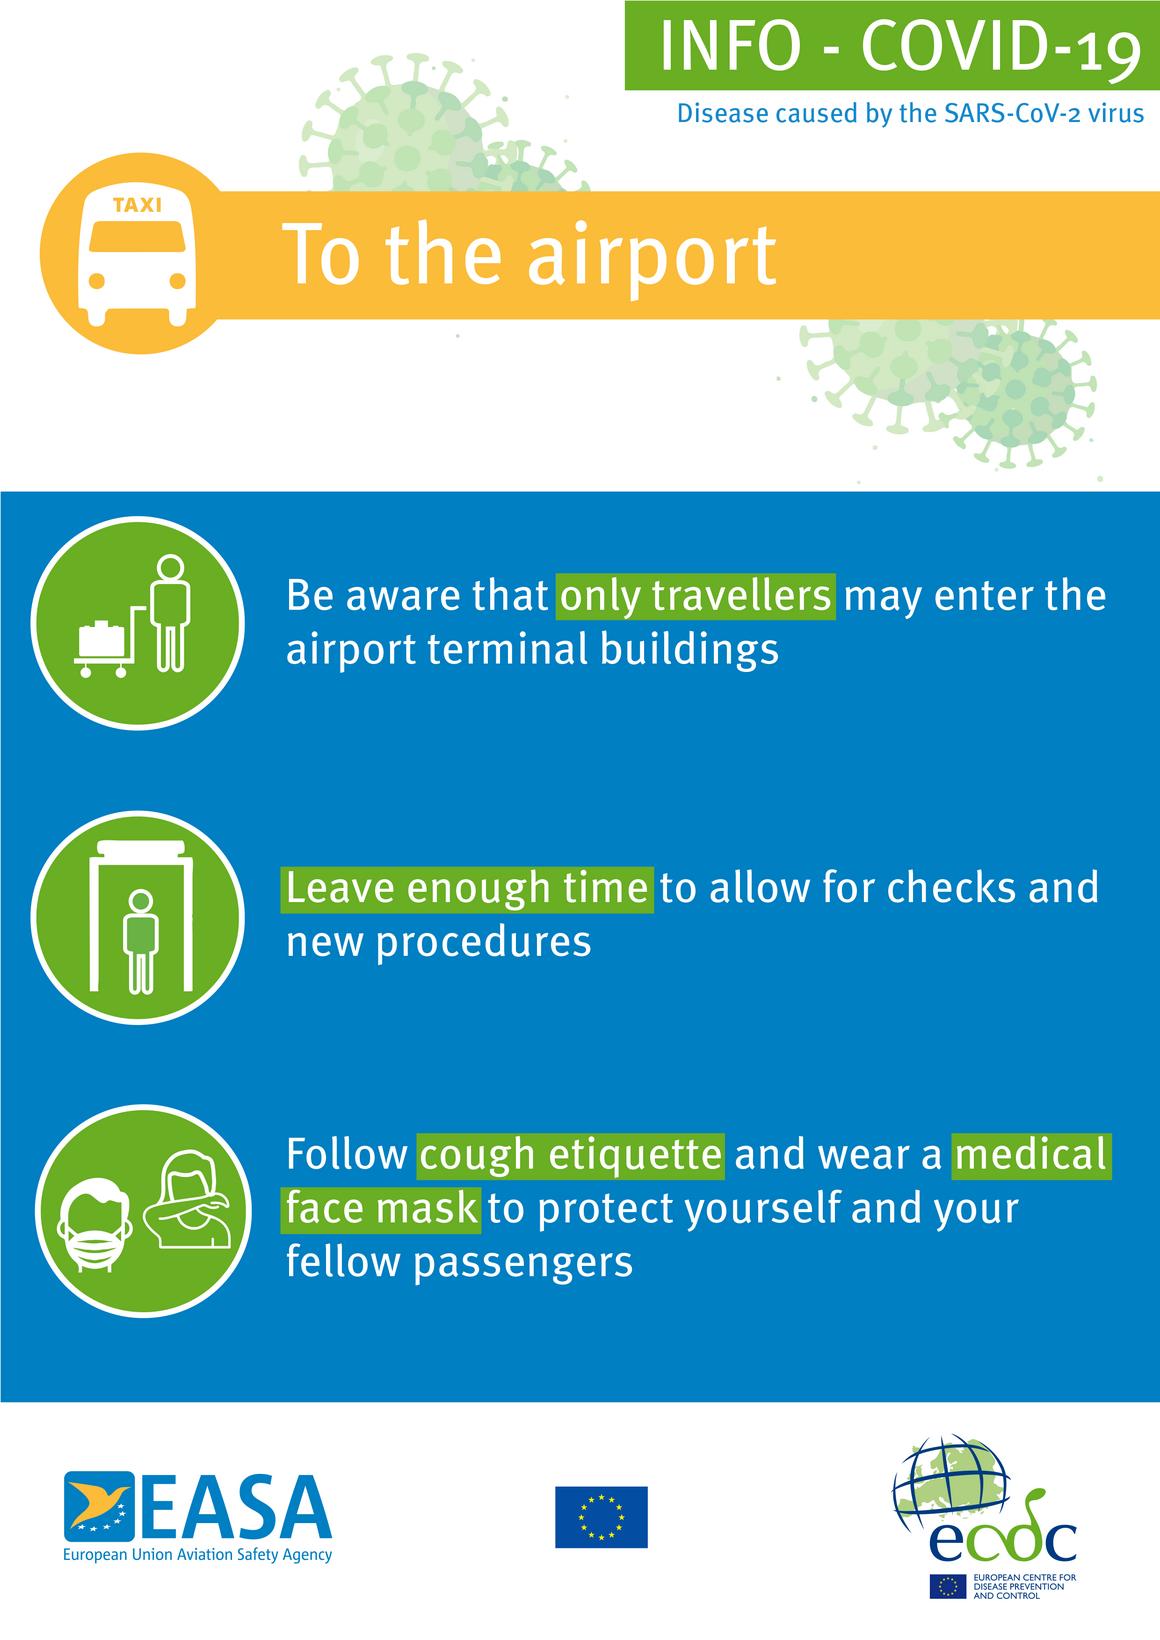 INFO - COVID-19
Disease caused by the SARS-CoV-2 virus
TAXI
To the airport
Be aware that only travellers may enter the
airport terminal buildings
Leave enough time to allow for checks and
new procedures
Follow cough etiquette and wear a medical
face mask to protect yourself and your
fellow passengers
EASA
European Union Aviation Safety Agency
ecdc
EUROPEAN CENTRE FOR
DISEASE PREVENTION
AND CONTROL